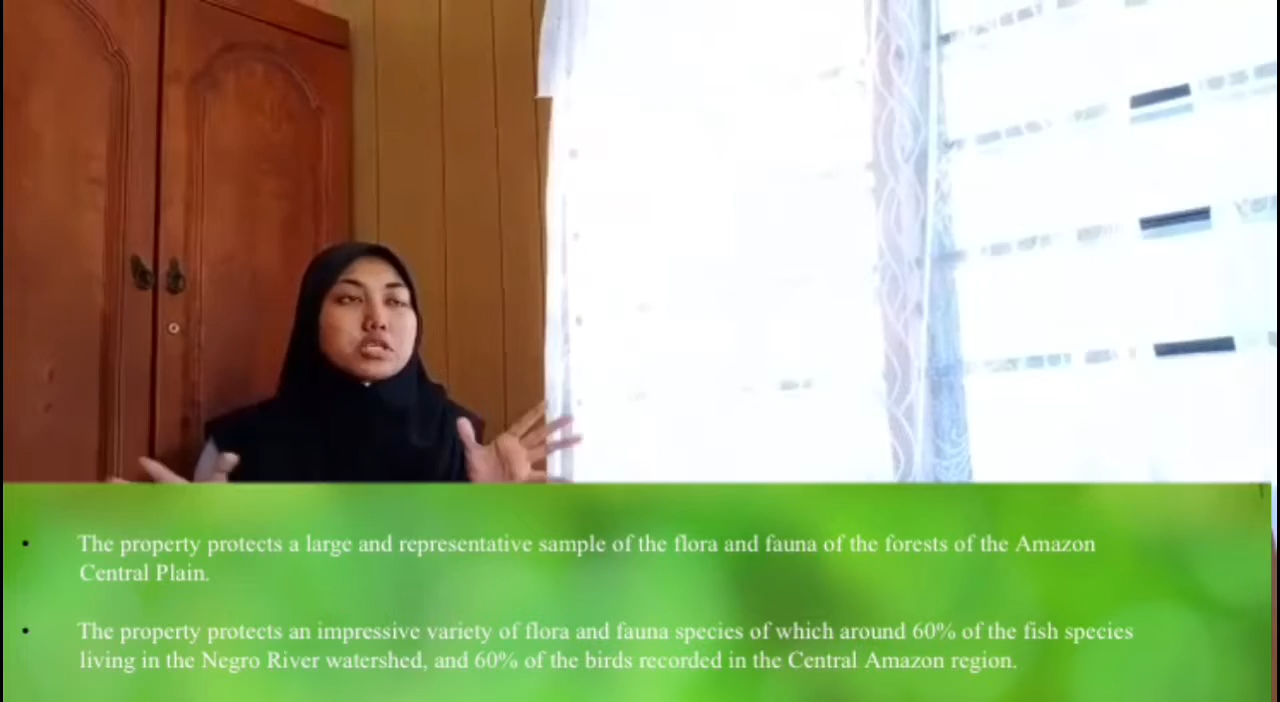 • The property protects a large and representative sample of the flora and fauna of the forests of the Amazon
Central Plain.
• The property protects an impressive variety of flora and fauna species of which around 60% of the fish species
living in the Negro River watershed, and 60% of the birds recorded in the Central Amazon region.